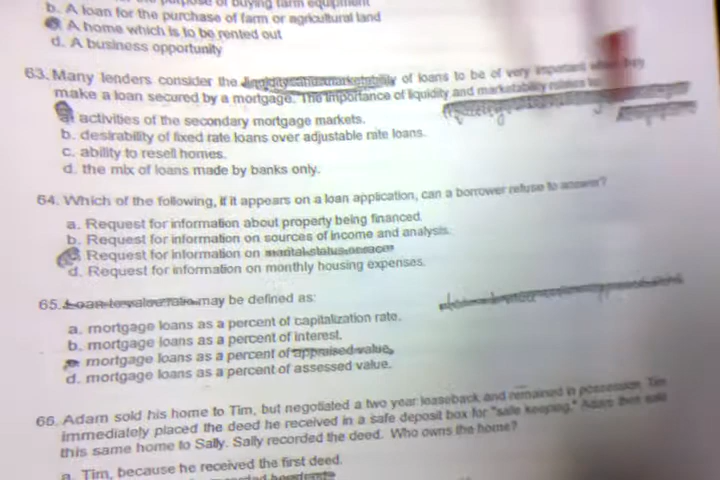 b. A loan for the purchase of farm or agricultural land
A home which is to be rented out
d. A business opportunity
63. Many lenders consider the liquidity and marketability of loans to be of very important when they
make a loan secured by a mortgage. The importance of liquidity and marketability
a. activities of the secondary mortgage markets.
b. desirability of fixed rate loans over adjustable rate loans.
c. ability to resell homes.
d. the mix of loans made by banks only.
64. Which of the following, if it appears on a loan application, can a borrower refuse to answer?
a. Request for information about property being financed.
b. Request for information on sources of income and analysis.
Request for information on marital status or race
d. Request for information on monthly housing expenses.
65. Loan to value ratio may be defined as:
a. mortgage loans as a percent of capitalization rate.
b. mortgage loans as a percent of interest.
mortgage loans as a percent of appraised value.
d. mortgage loans as a percent of assessed value.
66. Adam sold his home to Tim, but negotiated a two year leaseback and remained in possession. Tim
immediately placed the deed he received in a safe deposit box for "safe keeping." Adam then sold
this same home to Sally. Sally recorded the deed. Who owns the home?
a. Tim, because he received the first deed.